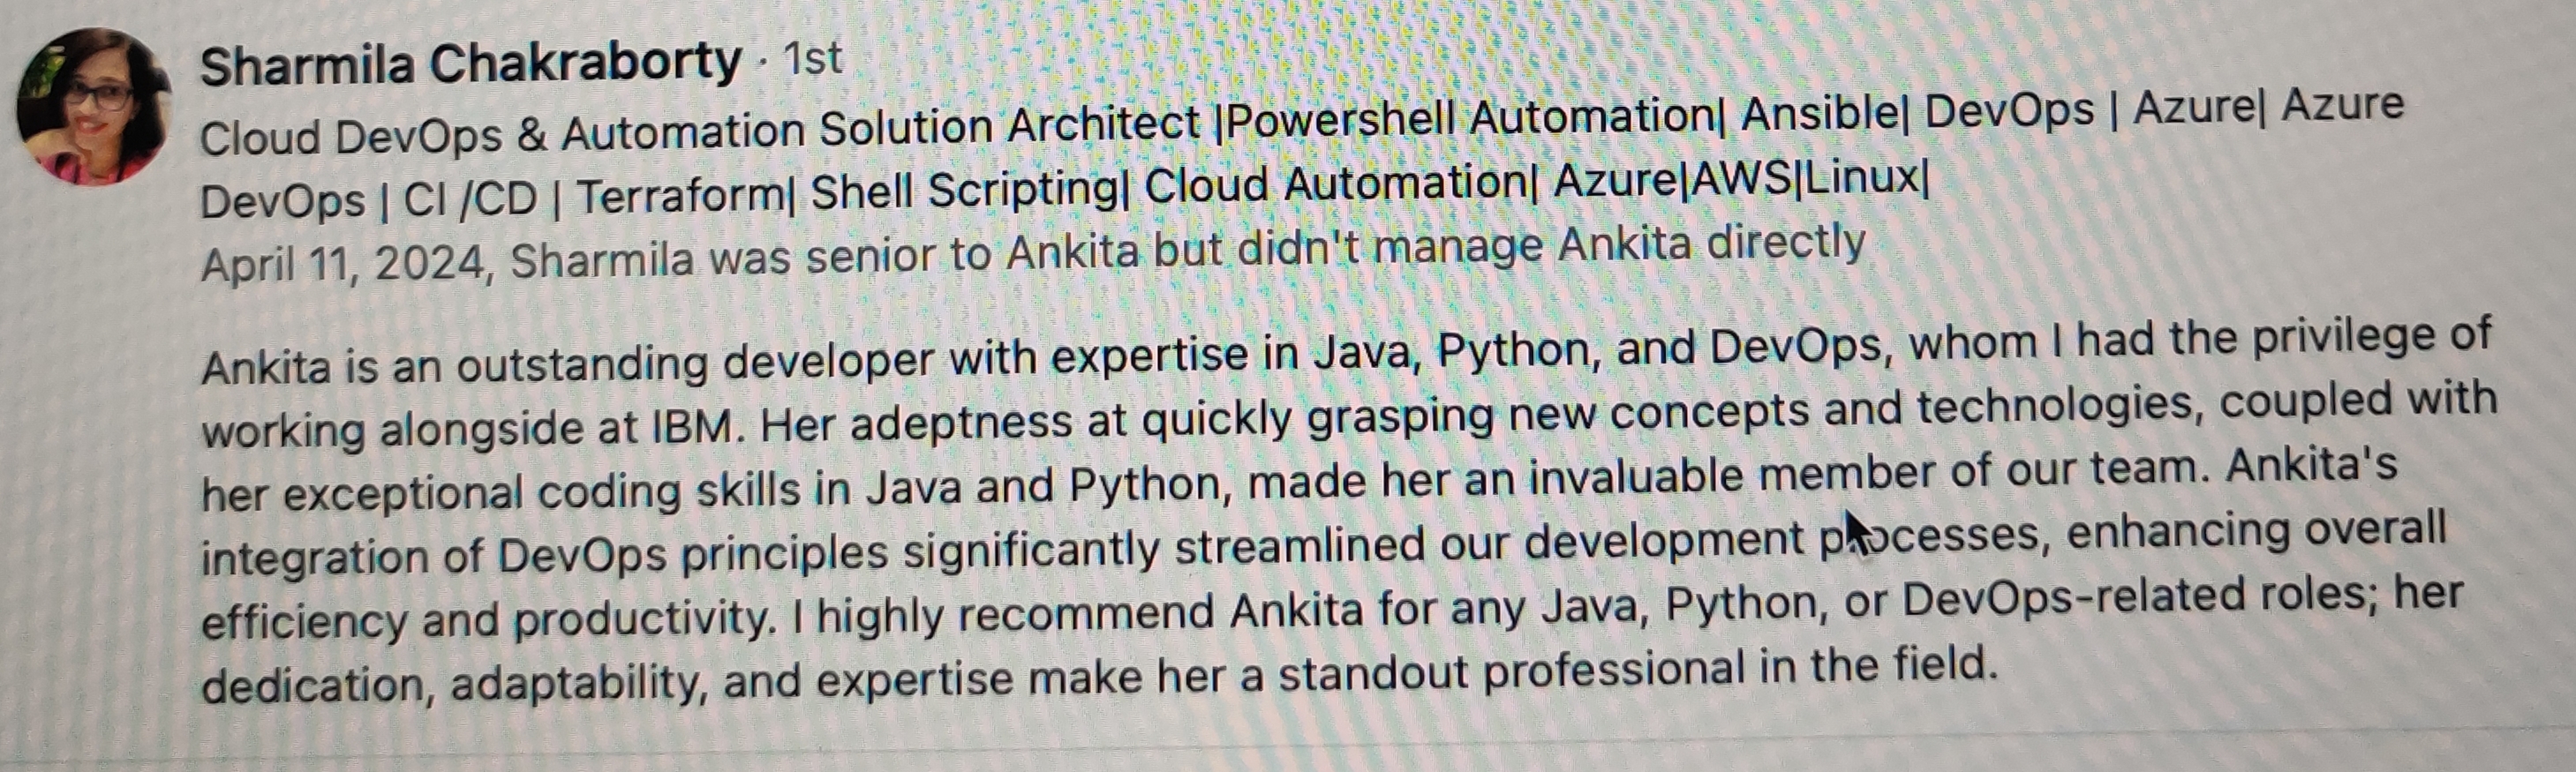 Sharmila Chakraborty · 1st
Cloud DevOps & Automation Solution Architect |Powershell Automation| Ansible| DevOps | Azure| Azure
DevOps | CI /CD | Terraform| Shell Scripting| Cloud Automation| Azure|AWS|Linux|
April 11, 2024, Sharmila was senior to Ankita but didn't manage Ankita directly
Ankita is an outstanding developer with expertise in Java, Python, and DevOps, whom I had the privilege of
working alongside at IBM. Her adeptness at quickly grasping new concepts and technologies, coupled with
her exceptional coding skills in Java and Python, made her an invaluable member of our team. Ankita's
integration of DevOps principles significantly streamlined our development processes, enhancing overall
efficiency and productivity. I highly recommend Ankita for any Java, Python, or DevOps-related roles; her
dedication, adaptability, and expertise make her a standout professional in the field.